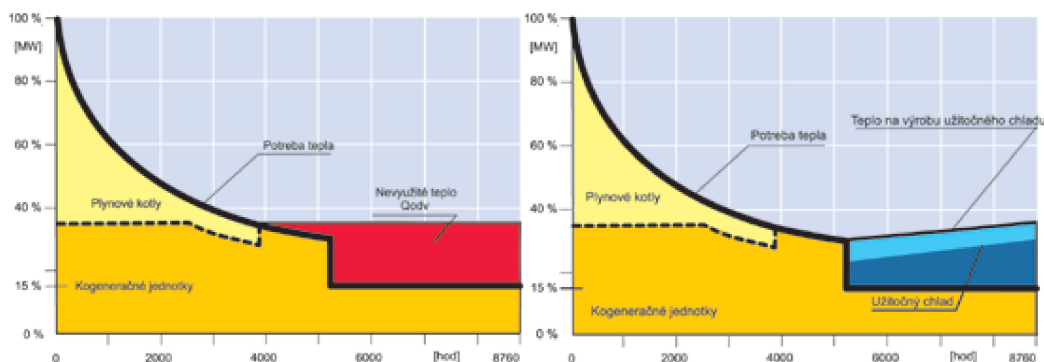 100 %
[MW]
80 %
60 %
40 %
15 %
0 %
Potreba tepla
Plynové kotly
Nevyužité teplo
Qodv
Kogeneračné jednotky
0
2000
4000
6000
[hod]
8760
100 %
[MW]
80 %
60 %
40 %
15 %
0 %
Teplo na výrobu užitočného chladu
Potreba tepla
Plynové kotly
Užitočný chlad
Kogeneračné jednotky
0
2000
4000
6000
[hod]
8760